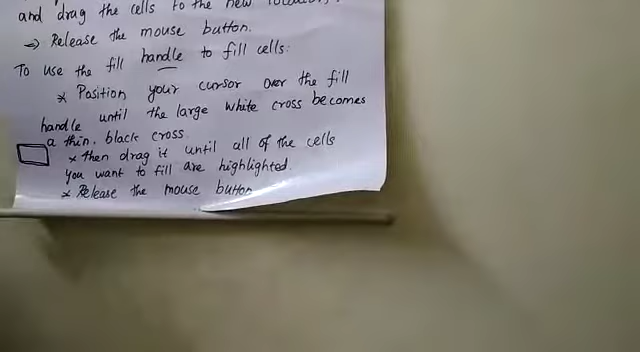 and drag the cells to the new
=> Release the mouse button.
To use the fill handle to fill cells:
* Position your cursor over the fill
handle until the large white cross becomes
a thin, black cross.
* then drag it until all of the cells
you want to fill are highlighted.
* Release the mouse button